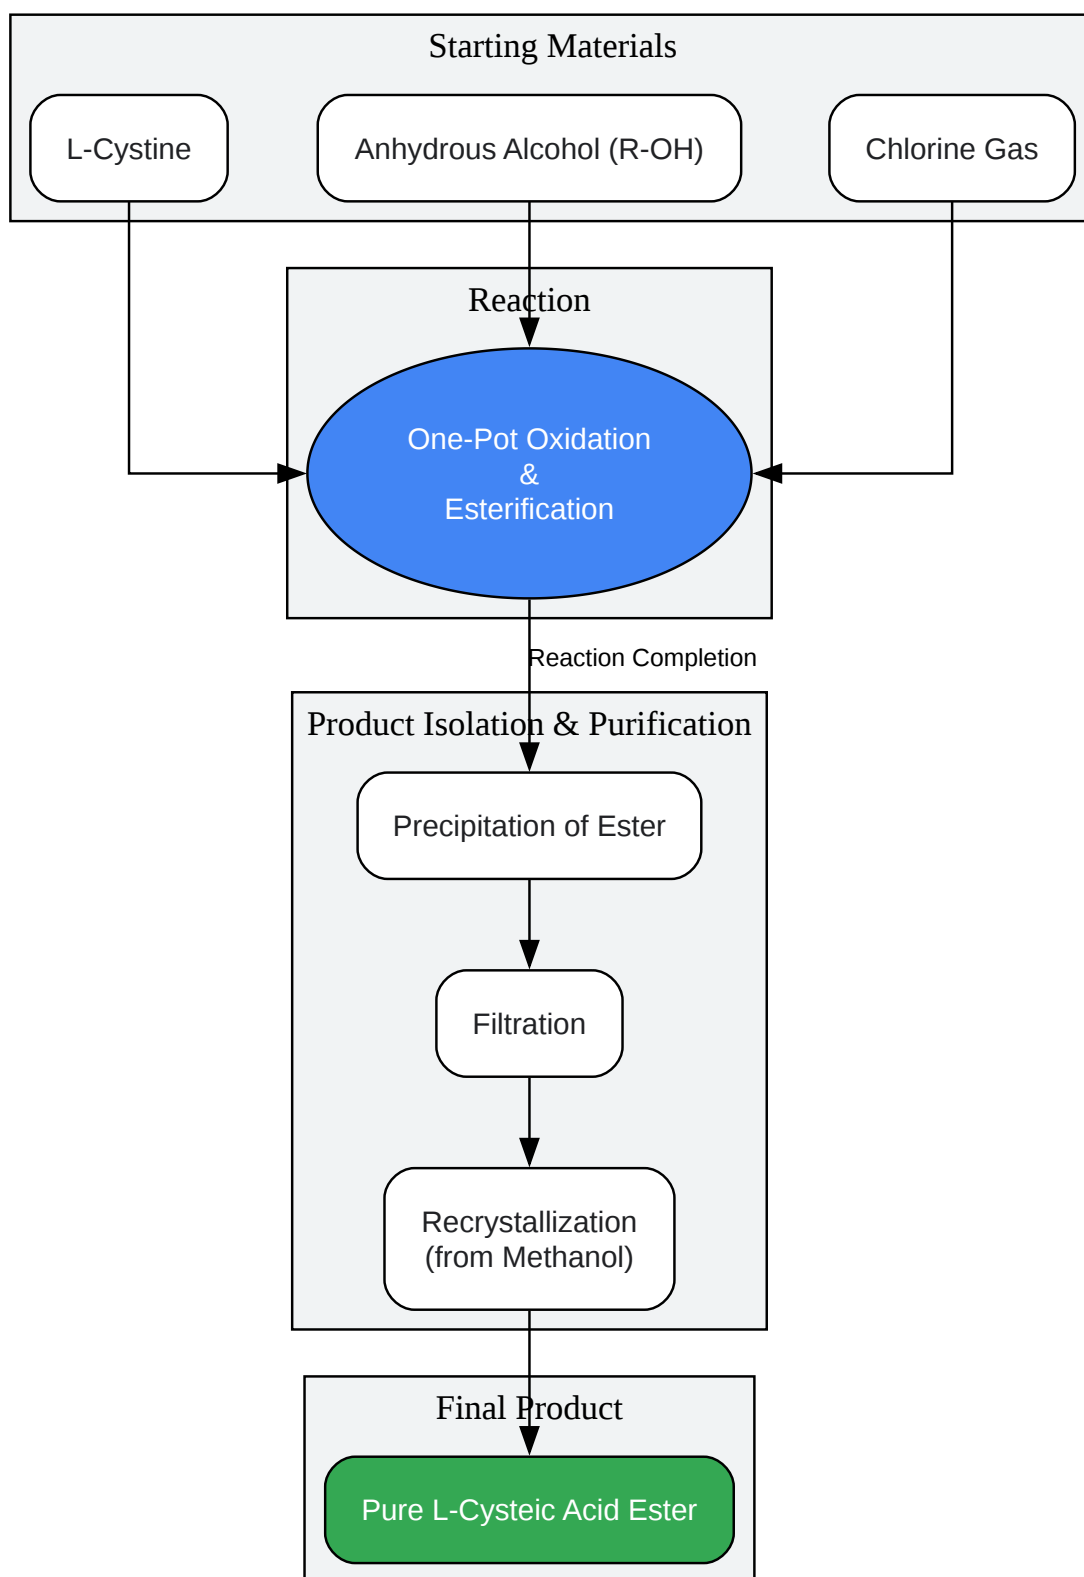 Starting Materials
L-Cystine
Anhydrous Alcohol (R-OH)
Chlorine Gas
Reaction
One-Pot Oxidation
&
Esterification
Reaction Completion
Product Isolation & Purification
Precipitation of Ester
Filtration
Recrystallization
(from Methanol)
Final Product
Pure L-Cysteic Acid Ester